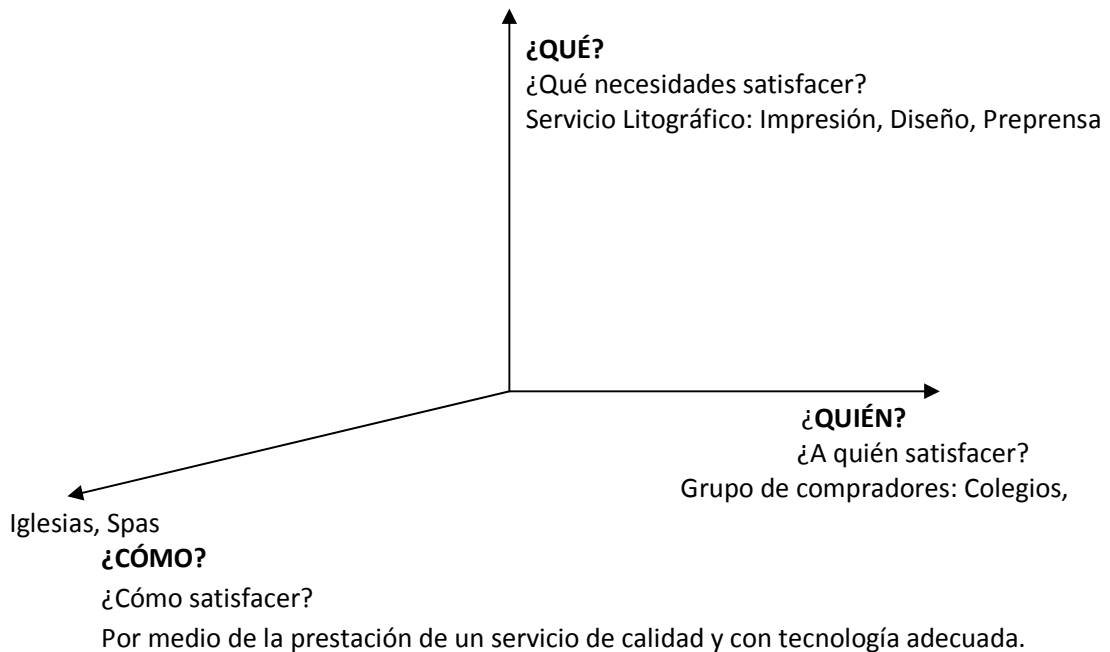 ¿QUÉ?
¿Qué necesidades satisfacer?
Servicio Litográfico: Impresión, Diseño, Preprensa
¿QUIÉN?
¿A quién satisfacer?
Grupo de compradores: Colegios,
Iglesias, Spas
¿CÓMO?
¿Cómo satisfacer?
Por medio de la prestación de un servicio de calidad y con tecnología adecuada.